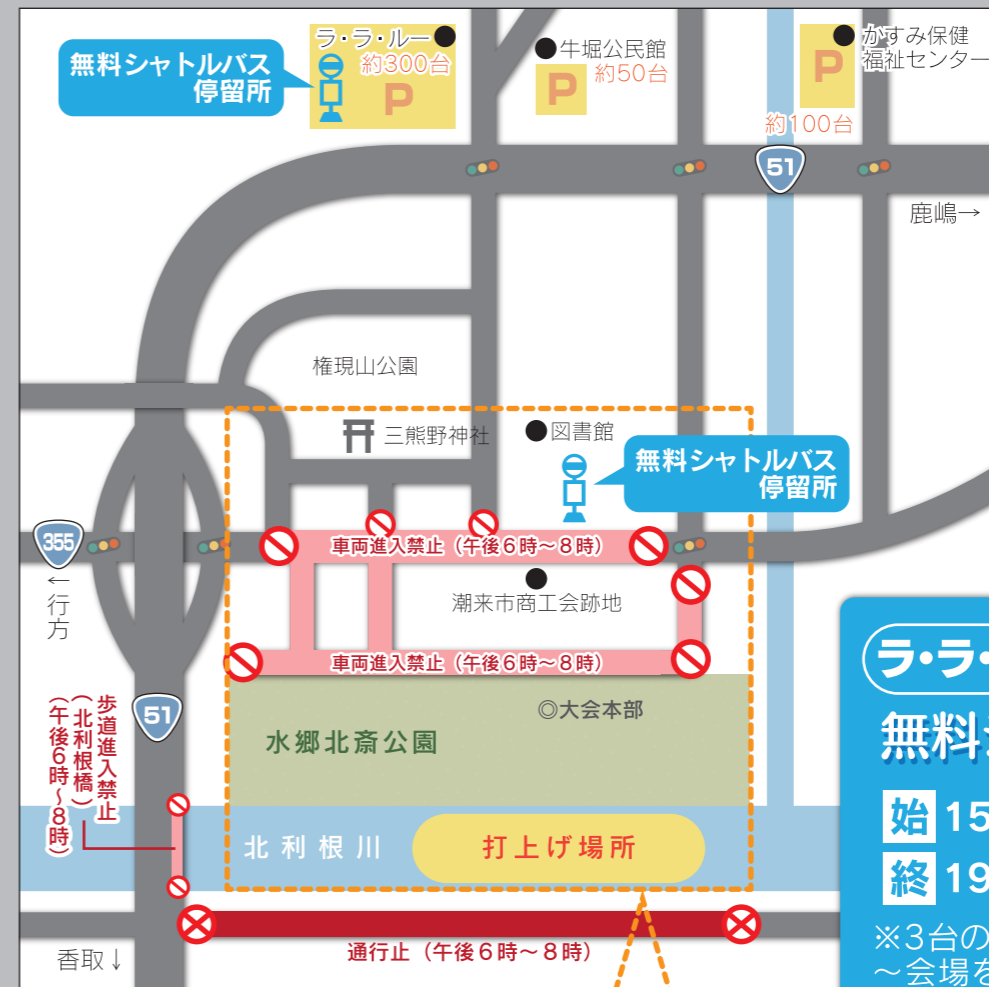 無料シャトルバス
停留所
ラ・ラ・ルー
約300台
P
牛堀公民館
約50台
P
かすみ保健
福祉センター
P
約100台
51
鹿嶋→
権現山公園
三熊野神社
図書館
無料シャトルバス
停留所
355
←行方
車両進入禁止（午後6時～8時）
潮来市商工会跡地
車両進入禁止（午後6時～8時）
◎大会本部
水郷北斎公園
51
歩道進入禁止
（北利根橋）
（午後6時～8時）
北利根川
打上げ場所
通行止（午後6時～8時）
香取↓
ラ・ラ・
無料
始 15
終 19
※3台の
～会場を